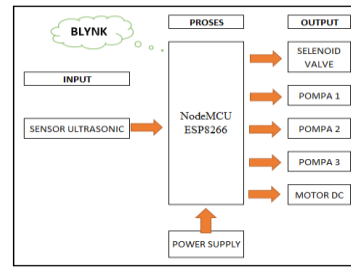 BLYNK
PROSES
OUTPUT
SELENOID
VALVE
INPUT
SENSOR ULTRASONIC
NodeMCU
ESP8266
POMPA 1
POMPA 2
POMPA 3
MOTOR DC
POWER SUPPLY